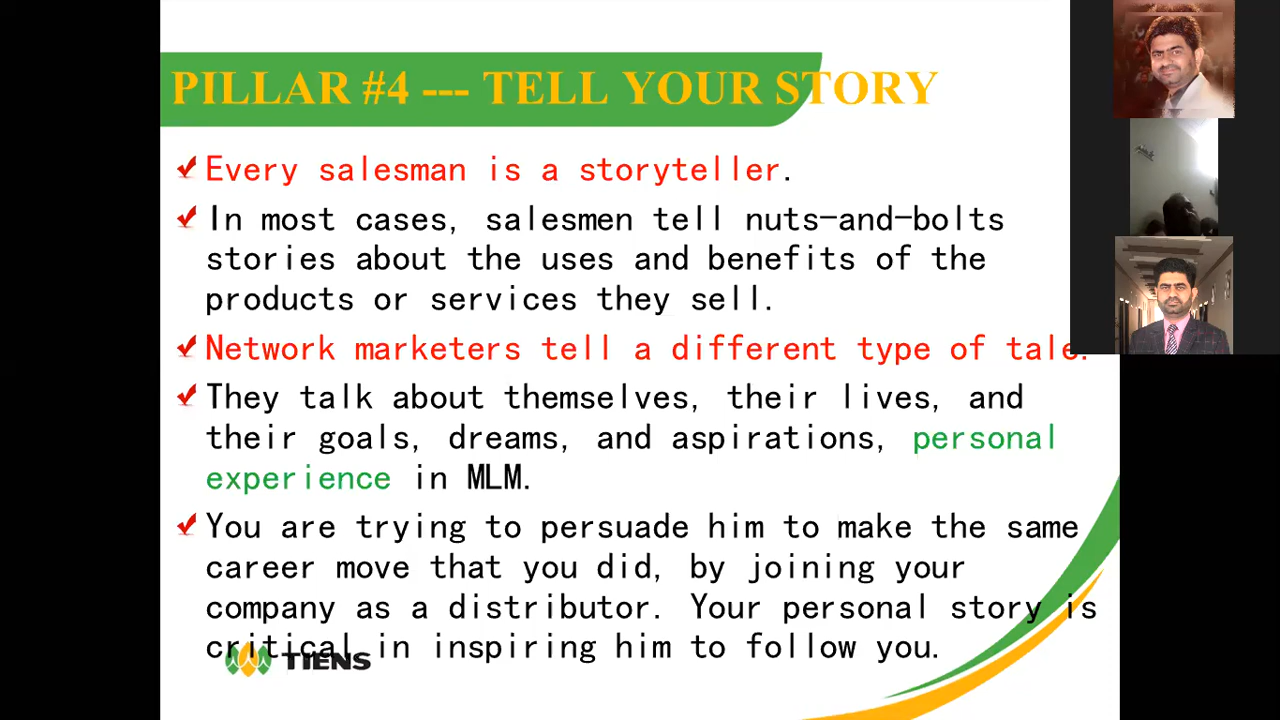 PILLAR #4 --- TELL YOUR STORY
Every salesman is a storyteller.
In most cases, salesmen tell nuts-and-bolts
stories about the uses and benefits of the
products or services they sell.
Network marketers tell a different type of tale.
They talk about themselves, their lives, and
their goals, dreams, and aspirations, personal
experience in MLM.
You are trying to persuade him to make the same
career move that you did, by joining your
company as a distributor. Your personal story is
critical in inspiring him to follow you.
TIENS